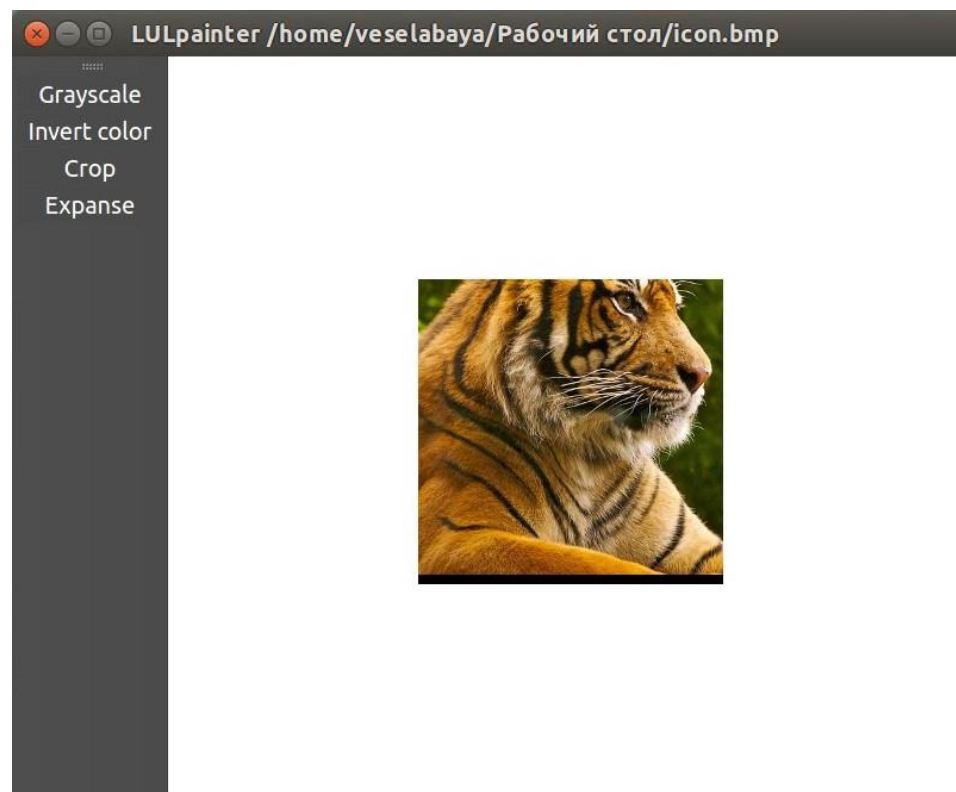 LULpainter /home/veselabaya/Рабочий стол/icon.bmp
Grayscale
Invert color
Crop
Expanse